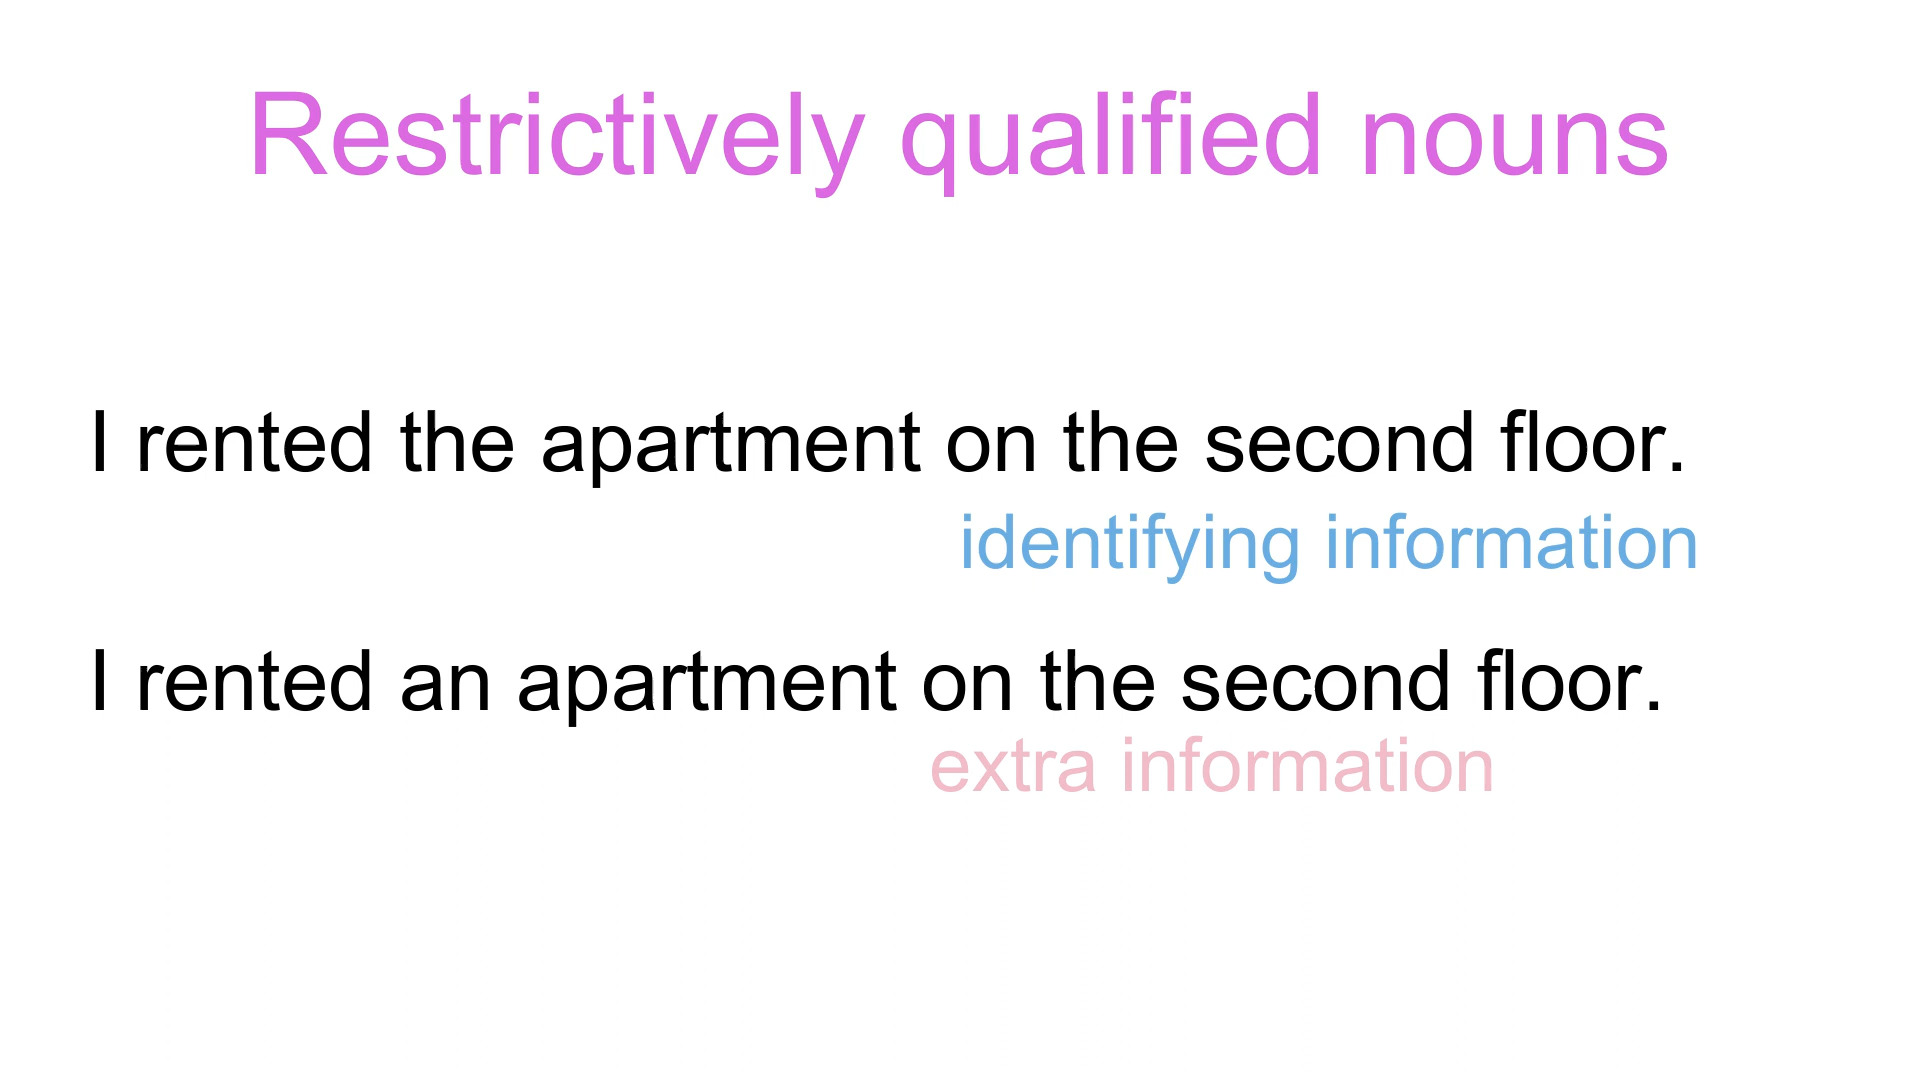 Restrictively qualified nouns
I rented the apartment on the second floor.
identifying information
I rented an apartment on the second floor.
extra information